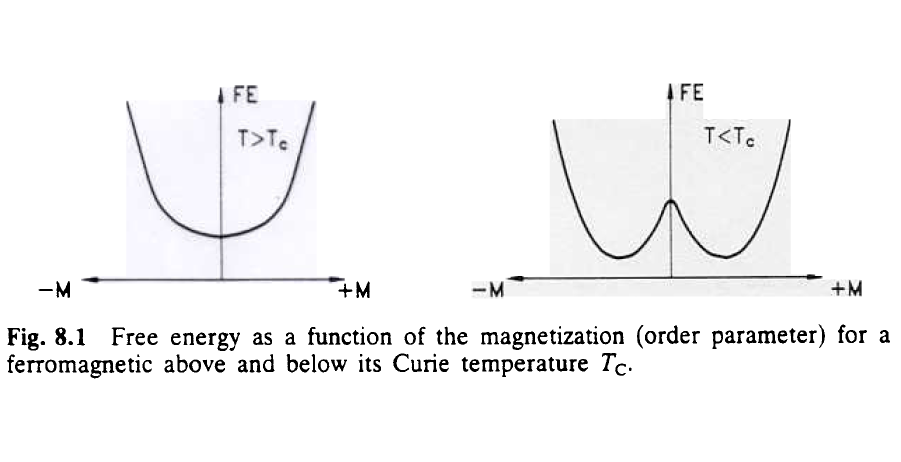 FE
T>Tc
−M
+M
FE
T<Tc
−M
+M
Fig. 8.1 Free energy as a function of the magnetization (order parameter) for a
ferromagnetic above and below its Curie temperature TC.